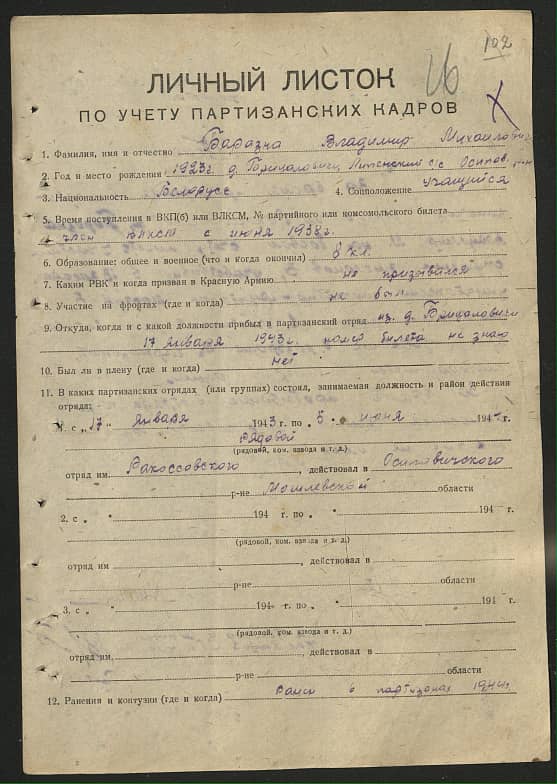 102
ЛИЧНЫЙ ЛИСТОК
ПО УЧЕТУ ПАРТИЗАНСКИХ КАДРОВ
1. Фамилия, имя и отчество Баразна Владимир Михайлович
2. Год и место рождения 1923г. д. Брицаловичи, Липенский с/с Осипов.
3. Национальность Белорусс 4. Соцположение учащийся
5. Время поступления в ВКП(б) или ВЛКСМ, № партийного или комсомольского билета
член ВЛКСМ с июня 1938г.
6. Образование: общее и военное (что и когда окончил) 8 кл.
7. Каким РВК и когда призван в Красную Армию не призывался
8. Участие на фрортах (где и когда) не был
9. Откуда, когда и с какой должности прибыл в партизанский отряд из д. Брицаловичи
17 января 1943г. номер билета не знаю
10. Был ли в плену (где и когда) нет
11. В каких партизанских отрядах (или группах) состоял, занимаемая должность и район действия
отряда:
1. с „17" января 1943 г. по „5" июня 194 г.
Рядовой
(рядовой, ком. взвода и т. д.)
отряд им. Рокоссовского, действовал в Осиповичского
р-не Могилевской области
2. с „ " 194 г. по „ " 194 г.
(рядовой, ком. взвода и т. д.)
отряд им. , действовал в
р-не области
3. с „ " 194 г. по „ " 194 г.
(рядовой, ком. взвода и т. д.)
отряд им. , действовал в
р-не области
12. Ранения и контузии (где и когда) Ранен в партизанах 1944г.